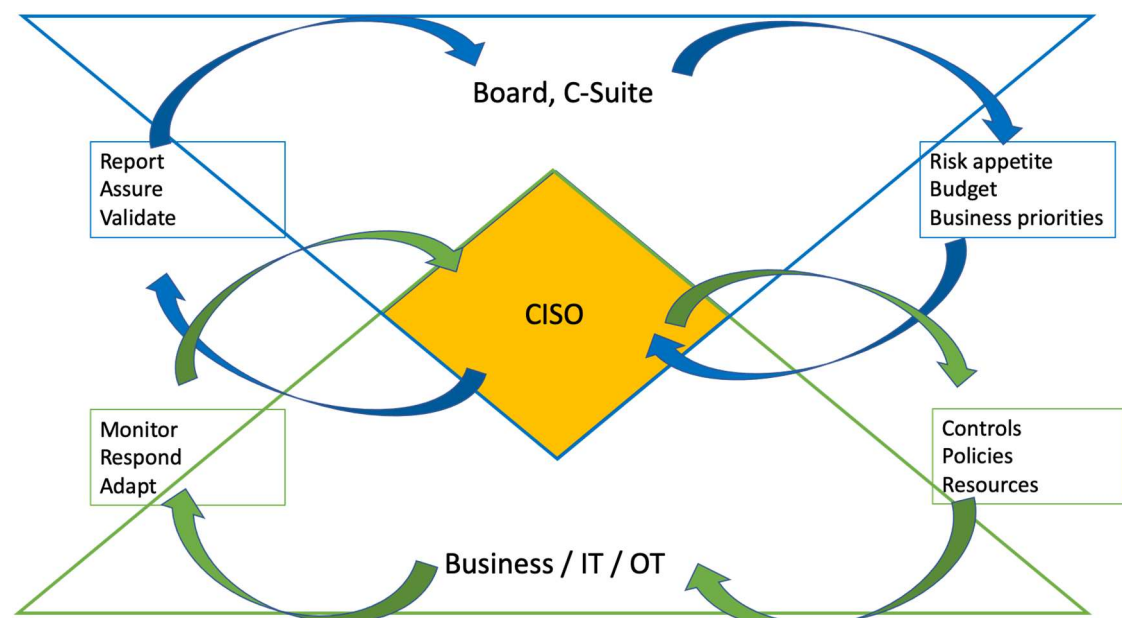 Board, C-Suite
Report
Assure
Validate
Risk appetite
Budget
Business priorities
CISO
Monitor
Respond
Adapt
Controls
Policies
Resources
Business / IT / OT